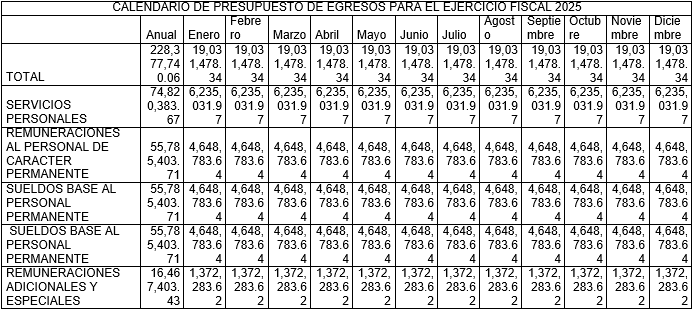 CALENDARIO DE PRESUPUESTO DE EGRESOS PARA EL EJERCICIO FISCAL 2025
Anual Enero Febrero Marzo Abril Mayo Junio Julio Agosto Septiembre Octubre Noviembre Diciembre
TOTAL 228,377,740.06 19,031,478.34 19,031,478.34 19,031,478.34 19,031,478.34 19,031,478.34 19,031,478.34 19,031,478.34 19,031,478.34 19,031,478.34 19,031,478.34 19,031,478.34 19,031,478.34
SERVICIOS PERSONALES 74,820,383.67 6,235,031.97 6,235,031.97 6,235,031.97 6,235,031.97 6,235,031.97 6,235,031.97 6,235,031.97 6,235,031.97 6,235,031.97 6,235,031.97 6,235,031.97 6,235,031.97
REMUNERACIONES AL PERSONAL DE CARACTER PERMANENTE 55,785,403.71 4,648,783.64 4,648,783.64 4,648,783.64 4,648,783.64 4,648,783.64 4,648,783.64 4,648,783.64 4,648,783.64 4,648,783.64 4,648,783.64 4,648,783.64 4,648,783.64
SUELDOS BASE AL PERSONAL PERMANENTE 55,785,403.71 4,648,783.64 4,648,783.64 4,648,783.64 4,648,783.64 4,648,783.64 4,648,783.64 4,648,783.64 4,648,783.64 4,648,783.64 4,648,783.64 4,648,783.64 4,648,783.64
SUELDOS BASE AL PERSONAL PERMANENTE 55,785,403.71 4,648,783.64 4,648,783.64 4,648,783.64 4,648,783.64 4,648,783.64 4,648,783.64 4,648,783.64 4,648,783.64 4,648,783.64 4,648,783.64 4,648,783.64 4,648,783.64
REMUNERACIONES ADICIONALES Y ESPECIALES 16,467,403.43 1,372,283.62 1,372,283.62 1,372,283.62 1,372,283.62 1,372,283.62 1,372,283.62 1,372,283.62 1,372,283.62 1,372,283.62 1,372,283.62 1,372,283.62 1,372,283.62